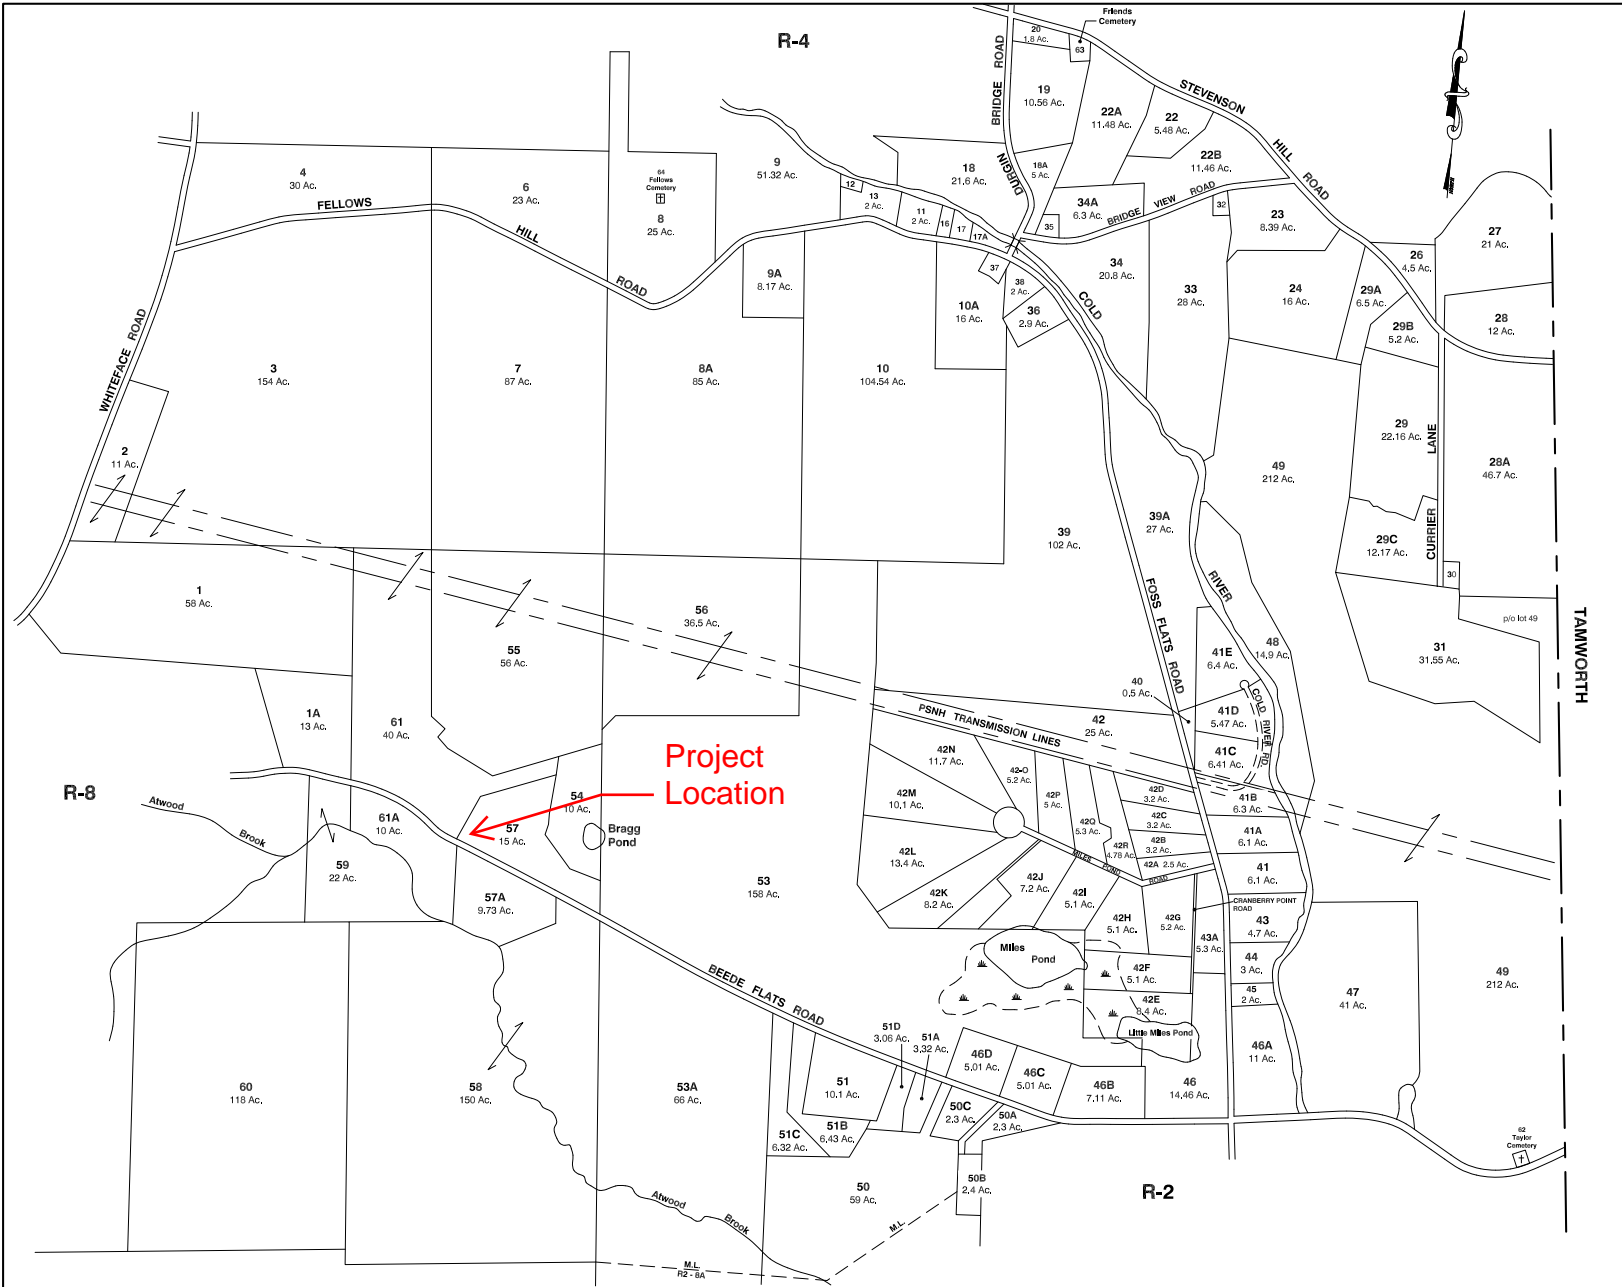 R-4
Friends
Cemetery
20
1.8 Ac.
63
BRIDGE ROAD
DURGIN
19
10.56 Ac.
STEVENSON
HILL
ROAD
22A
11.48 Ac.
22
5.48 Ac.
22B
11.46 Ac.
4
30 Ac.
6
23 Ac.
64
Fellows
Cemetery
8
25 Ac.
9
51.32 Ac.
12
13
2 Ac.
11
2 Ac.
16
17
17A
18
21.6 Ac.
18A
5 Ac.
34A
6.3 Ac.
35
BRIDGE VIEW ROAD
32
23
8.39 Ac.
27
21 Ac.
26
4.5 Ac.
FELLOWS
HILL
ROAD
9A
8.17 Ac.
37
38
2 Ac.
10A
16 Ac.
36
2.9 Ac.
34
20.8 Ac.
COLD
RIVER
33
28 Ac.
24
16 Ac.
29A
6.5 Ac.
29B
5.2 Ac.
28
12 Ac.
WHITEFACE ROAD
3
154 Ac.
7
87 Ac.
8A
85 Ac.
10
104.54 Ac.
2
11 Ac.
29
22.16 Ac.
CURRIER LANE
28A
46.7 Ac.
49
212 Ac.
39
102 Ac.
39A
27 Ac.
29C
12.17 Ac.
30
1
58 Ac.
56
36.5 Ac.
55
56 Ac.
FOSS FLATS ROAD
48
14.9 Ac.
p/o lot 49
31
31.55 Ac.
TAMWORTH
41E
6.4 Ac.
40
0.5 Ac.
41D
5.47 Ac.
COLD RIVER RD.
41C
6.41 Ac.
1A
13 Ac.
61
40 Ac.
PSNH TRANSMISSION LINES
42
25 Ac.
Project
Location
42N
11.7 Ac.
42-O
5.2 Ac.
42P
5 Ac.
42M
10.1 Ac.
42D
3.2 Ac.
42C
3.2 Ac.
42B
3.2 Ac.
42A 2.5 Ac.
42Q
5.3 Ac.
42R
4.78 Ac.
41B
6.3 Ac.
41A
6.1 Ac.
41
6.1 Ac.
R-8
Atwood
Brook
61A
10 Ac.
54
10 Ac.
57
15 Ac.
Bragg
Pond
59
22 Ac.
57A
9.73 Ac.
53
158 Ac.
42L
13.4 Ac.
42K
8.2 Ac.
42J
7.2 Ac.
42I
5.1 Ac.
MILES POND ROAD
42H
5.1 Ac.
42G
5.2 Ac.
CRANBERRY POINT
ROAD
43
4.7 Ac.
43A
5.3 Ac.
44
3 Ac.
45
2 Ac.
Miles
Pond
42F
5.1 Ac.
42E
8.4 Ac.
Little Miles Pond
47
41 Ac.
49
212 Ac.
BEEDE FLATS ROAD
51D
3.06 Ac.
51A
3.32 Ac.
46D
5.01 Ac.
46C
5.01 Ac.
46B
7.11 Ac.
46
14.46 Ac.
46A
11 Ac.
60
118 Ac.
58
150 Ac.
53A
66 Ac.
51
10.1 Ac.
51C
6.32 Ac.
51B
6.43 Ac.
50C
2.3 Ac.
50A
2.3 Ac.
62
Taylor
Cemetery
50
59 Ac.
50B
2.4 Ac.
R-2
Atwood
Brook
M.L.
M.L.
R2 - 8A